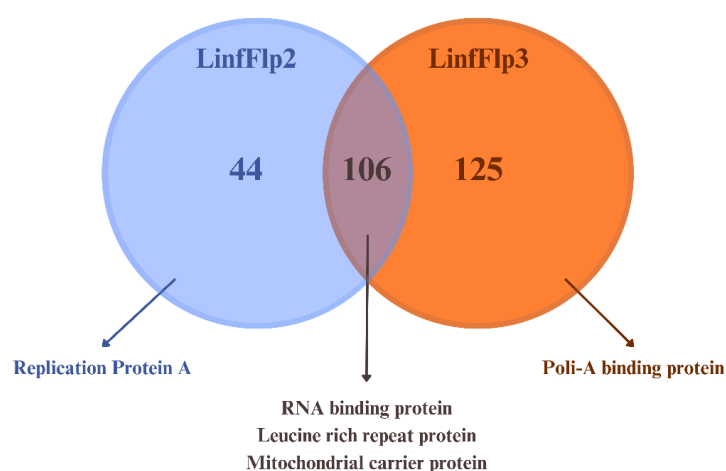 LinfFlp2
LinfFlp3
44
106
125
Replication Protein A
Poli-A binding protein
RNA binding protein
Leucine rich repeat protein
Mitochondrial carrier protein